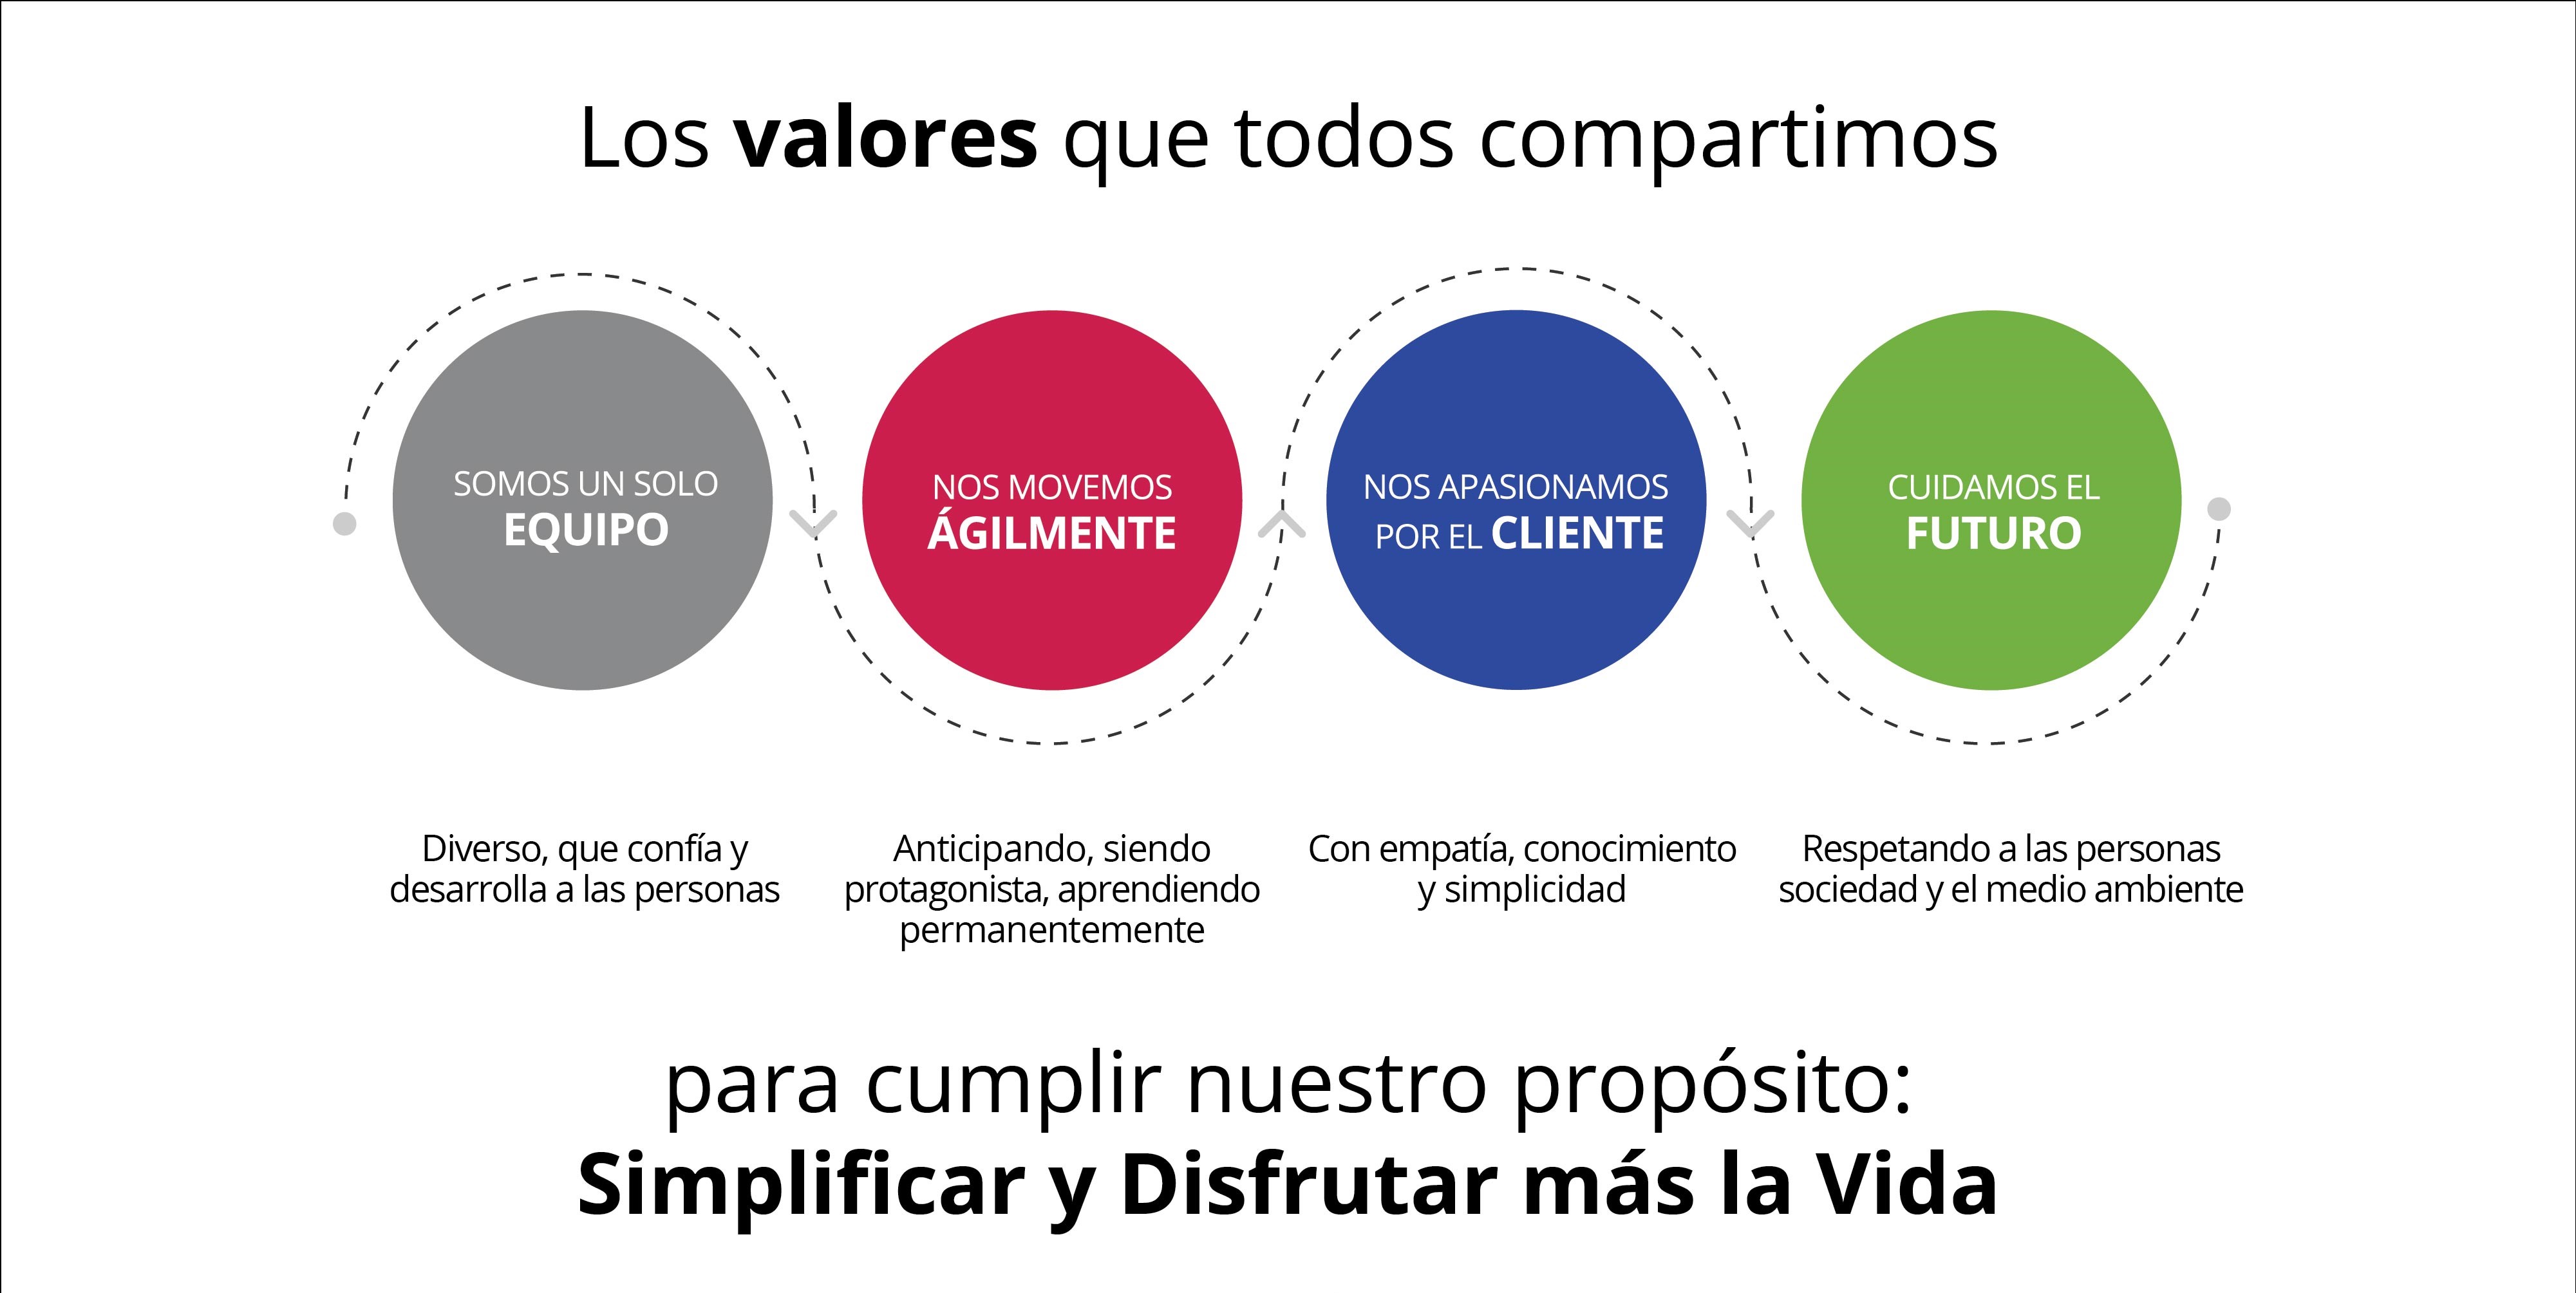 Los valores que todos compartimos
SOMOS UN SOLO
EQUIPO
NOS MOVEMOS
ÁGILMENTE
NOS APASIONAMOS
POR EL CLIENTE
CUIDAMOS EL
FUTURO
Diverso, que confía y
desarrolla a las personas
Anticipando, siendo
protagonista, aprendiendo
permanentemente
Con empatía, conocimiento
y simplicidad
Respetando a las personas
sociedad y el medio ambiente
para cumplir nuestro propósito:
Simplificar y Disfrutar más la Vida